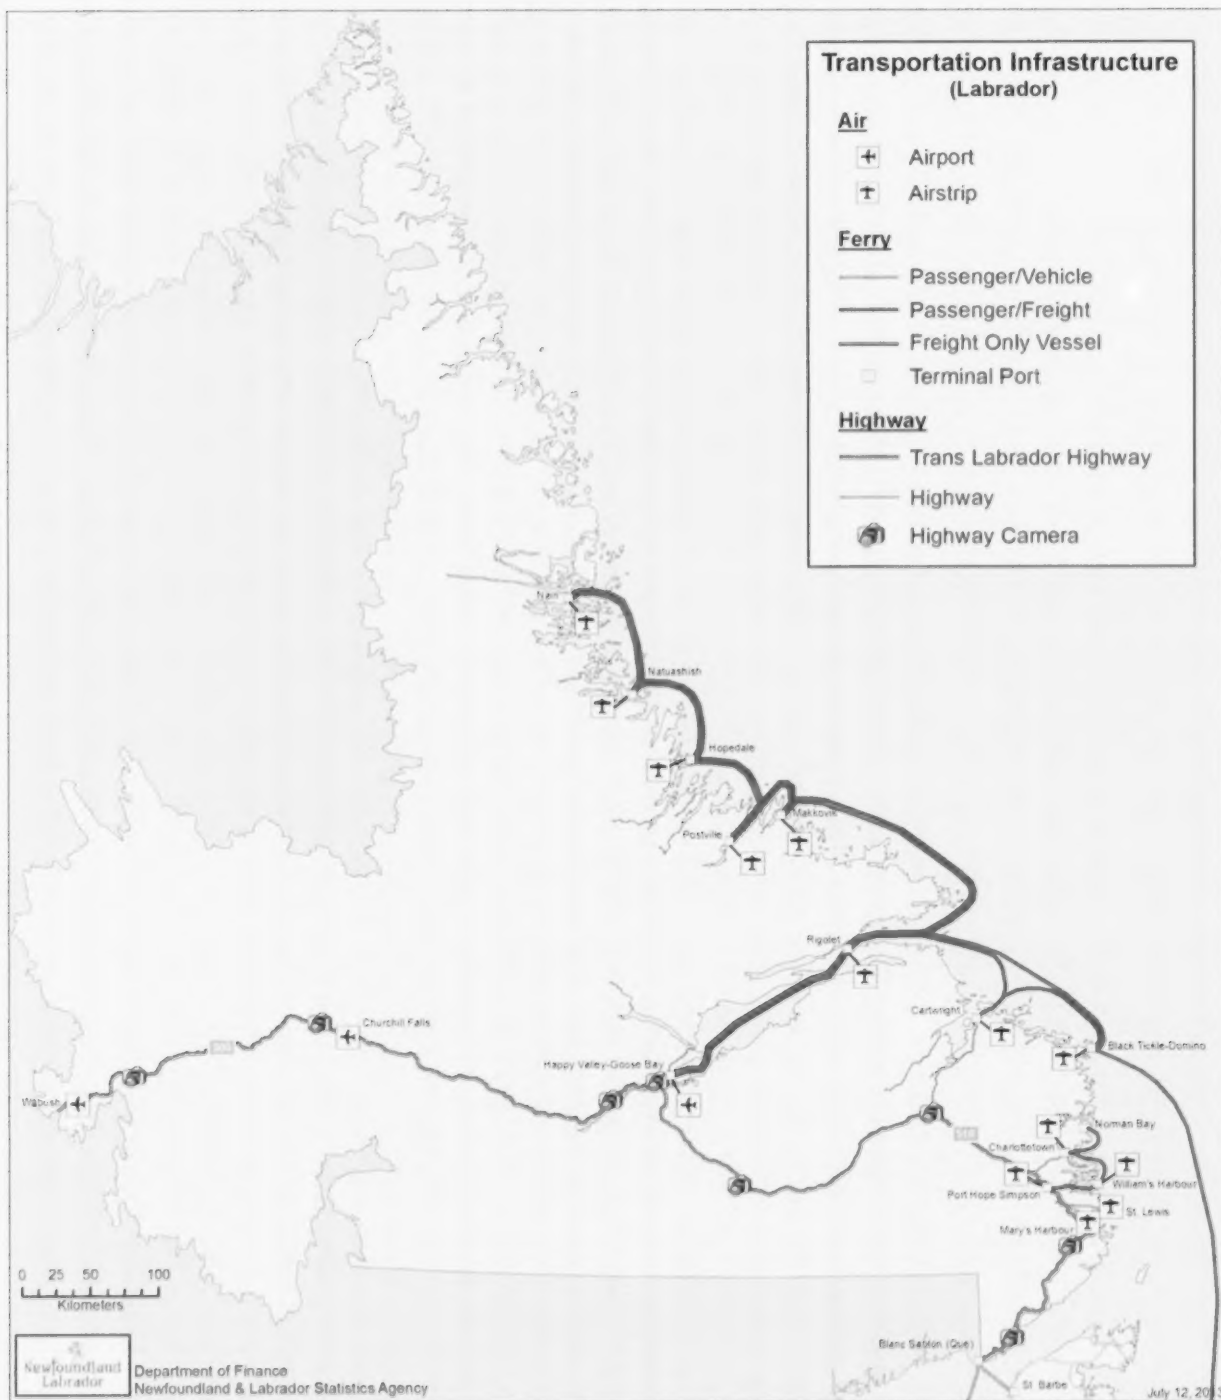 Transportation Infrastructure
(Labrador)
Air
Airport
Airstrip
Ferry
Passenger/Vehicle
Passenger/Freight
Freight Only Vessel
Terminal Port
Highway
Trans Labrador Highway
Highway
Highway Camera
Nain
Natuashish
Hopedale
Makkovik
Postville
Rigolet
Cartwright
Black Tickle-Domino
Churchill Falls
Happy Valley-Goose Bay
Wabush
Norman Bay
Charlottetown
William's Harbour
Port Hope Simpson
St. Lewis
Mary's Harbour
Blanc Sablon (Que)
St. Barbe
0 25 50 100
Kilometers
Newfoundland
Labrador
Department of Finance
Newfoundland & Labrador Statistics Agency
July 12, 20